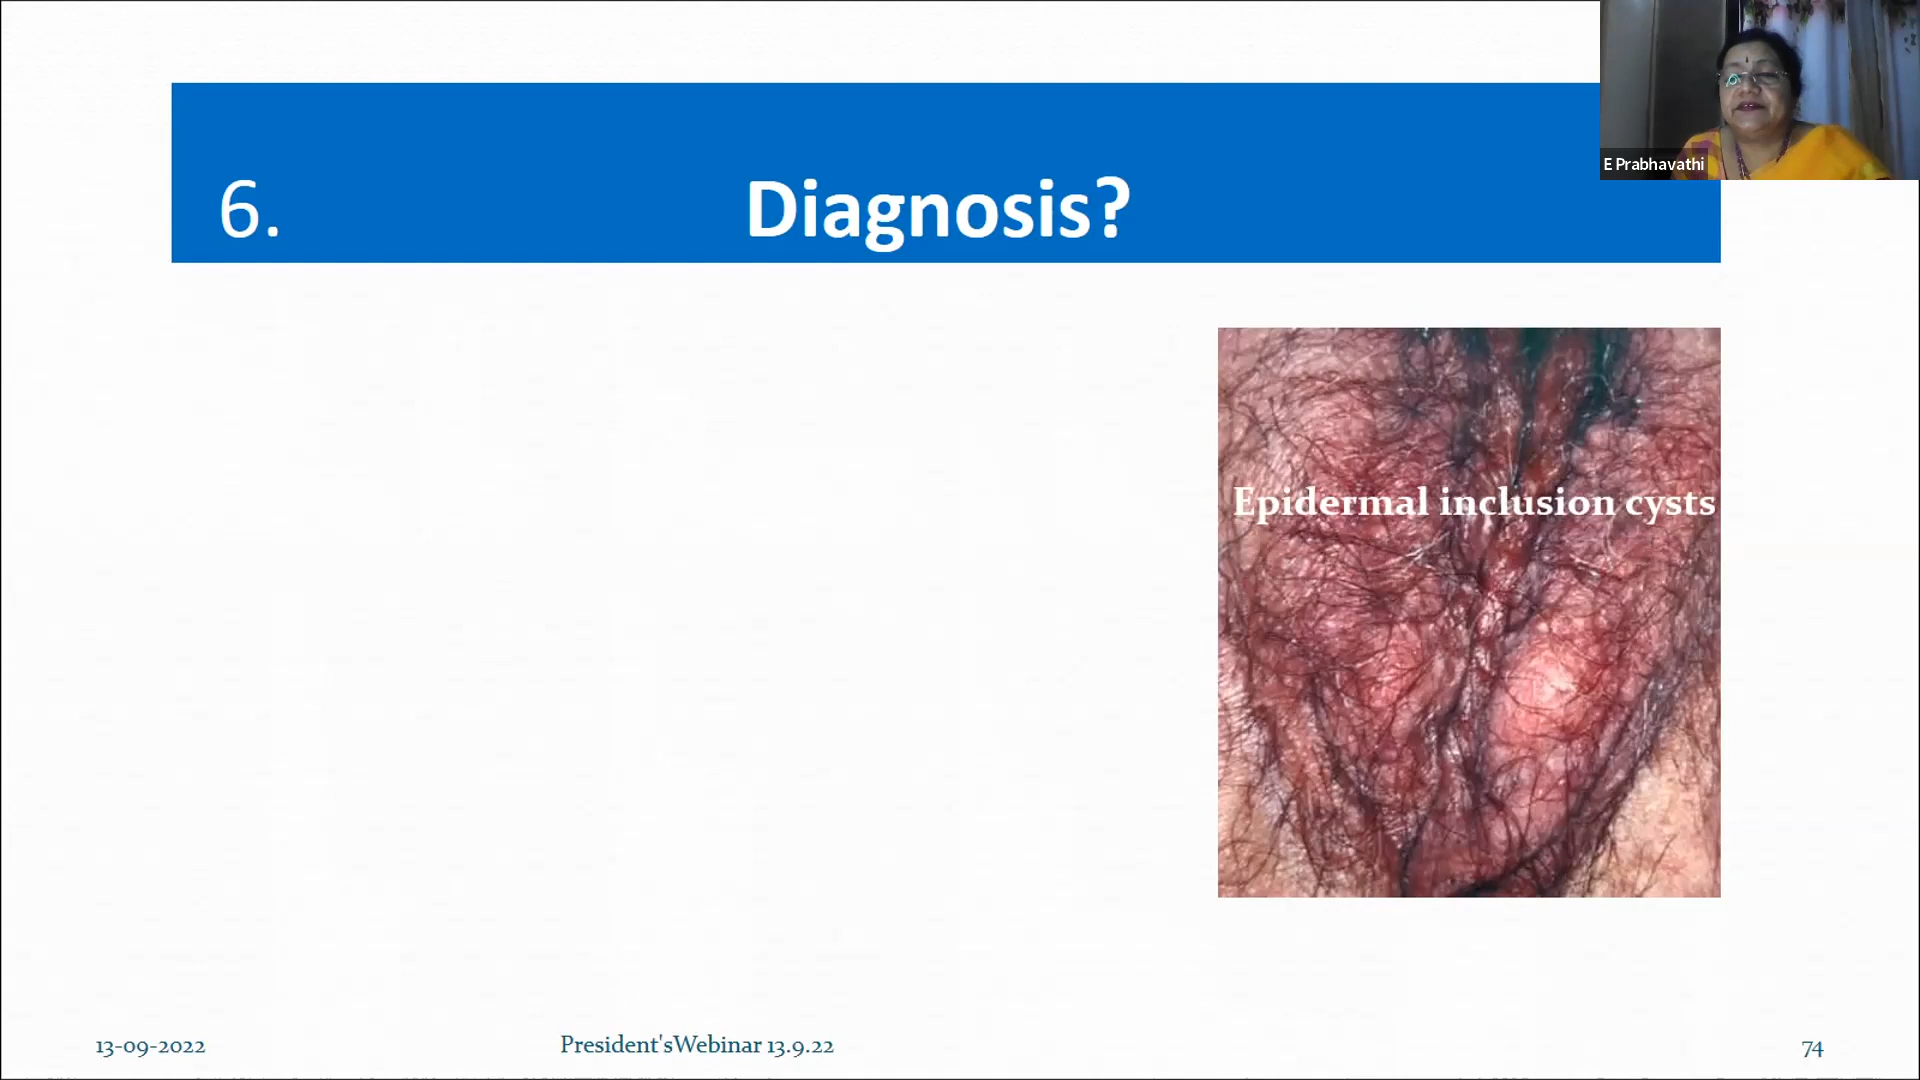 E Prabhavathi
6. Diagnosis?
Epidermal inclusion cysts
13-09-2022 President'sWebinar 13.9.22 74